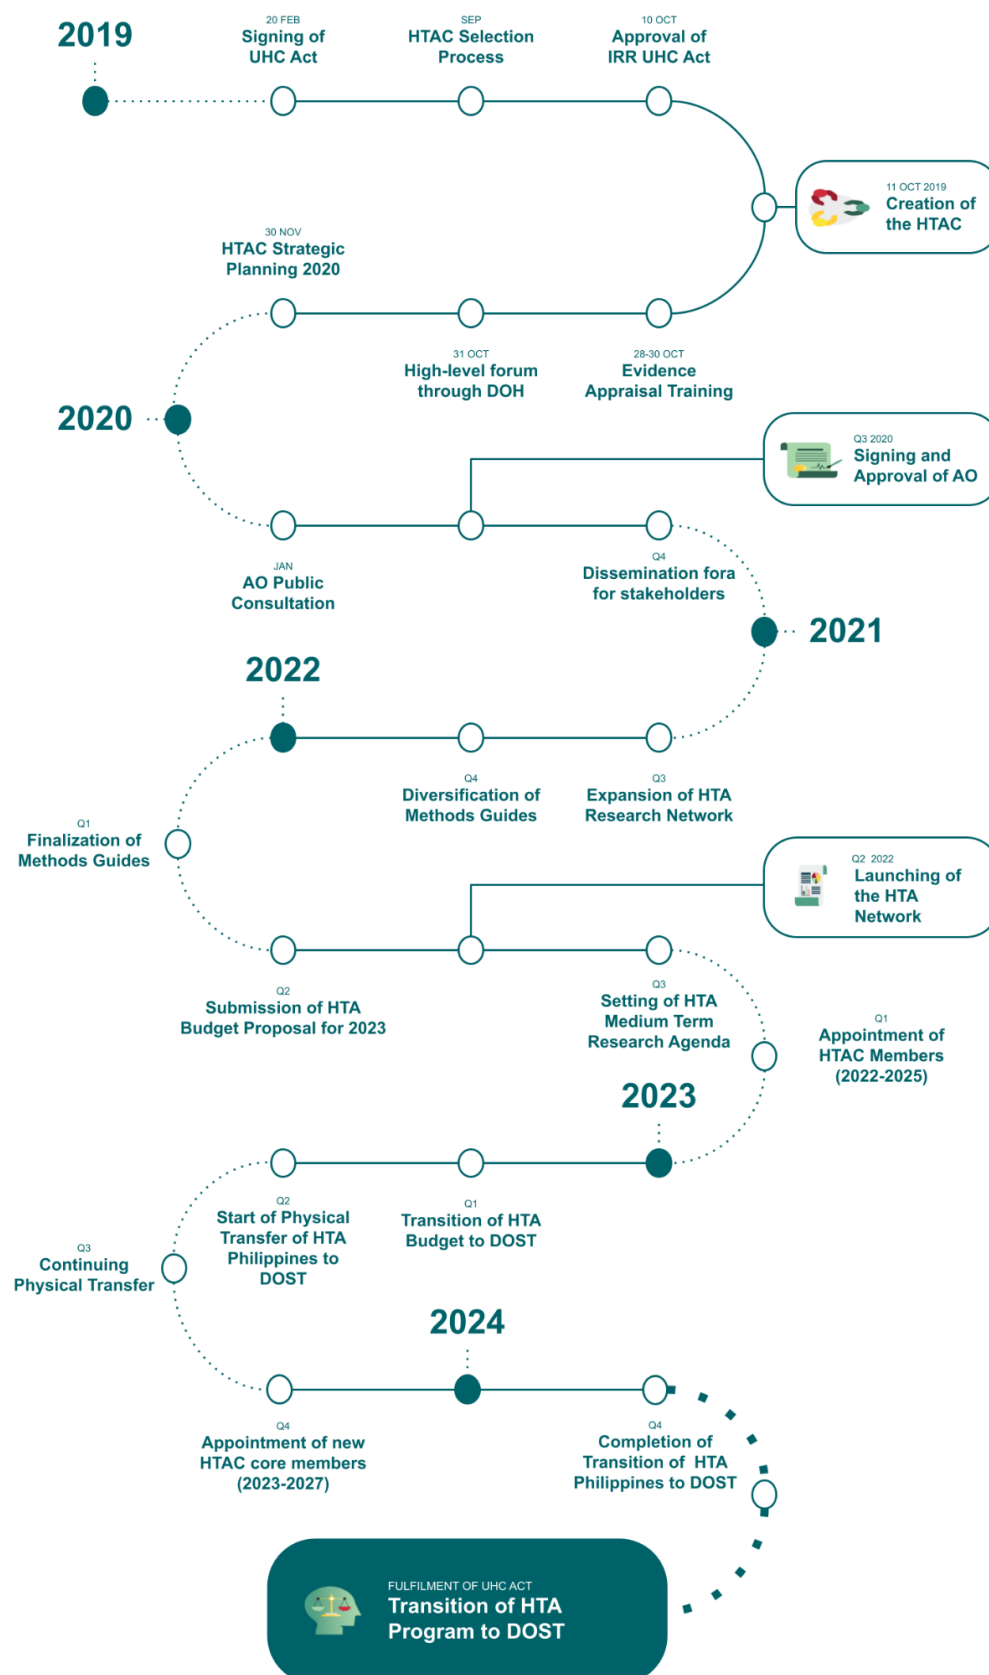 2019
20 FEB
Signing of
UHC Act
SEP
HTAC Selection
Process
10 OCT
Approval of
IRR UHC Act
11 OCT 2019
Creation of
the HTAC
28-30 OCT
Evidence
Appraisal Training
31 OCT
High-level forum
through DOH
30 NOV
HTAC Strategic
Planning 2020
2020
JAN
AO Public
Consultation
Q3 2020
Signing and
Approval of AO
Q4
Dissemination fora
for stakeholders
2021
Q3
Expansion of HTA
Research Network
Q4
Diversification of
Methods Guides
2022
Q1
Finalization of
Methods Guides
Q2
Submission of HTA
Budget Proposal for 2023
Q2 2022
Launching of
the HTA
Network
Q3
Setting of HTA
Medium Term
Research Agenda
Q1
Appointment of
HTAC Members
(2022-2025)
2023
Q1
Transition of HTA
Budget to DOST
Q2
Start of Physical
Transfer of HTA
Philippines to
DOST
Q3
Continuing
Physical Transfer
Q4
Appointment of new
HTAC core members
(2023-2027)
2024
Q4
Completion of
Transition of HTA
Philippines to DOST
FULFILMENT OF UHC ACT
Transition of HTA
Program to DOST